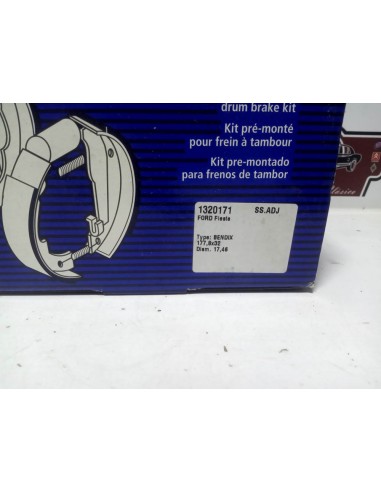 drum brake kit
Kit pré-monté
pour frein à tambour
Kit pre-montado
para frenos de tambor
1320171 SS.ADJ
FORD Fiesta
Type: BENDIX
177,8x32
Diam. 17,46